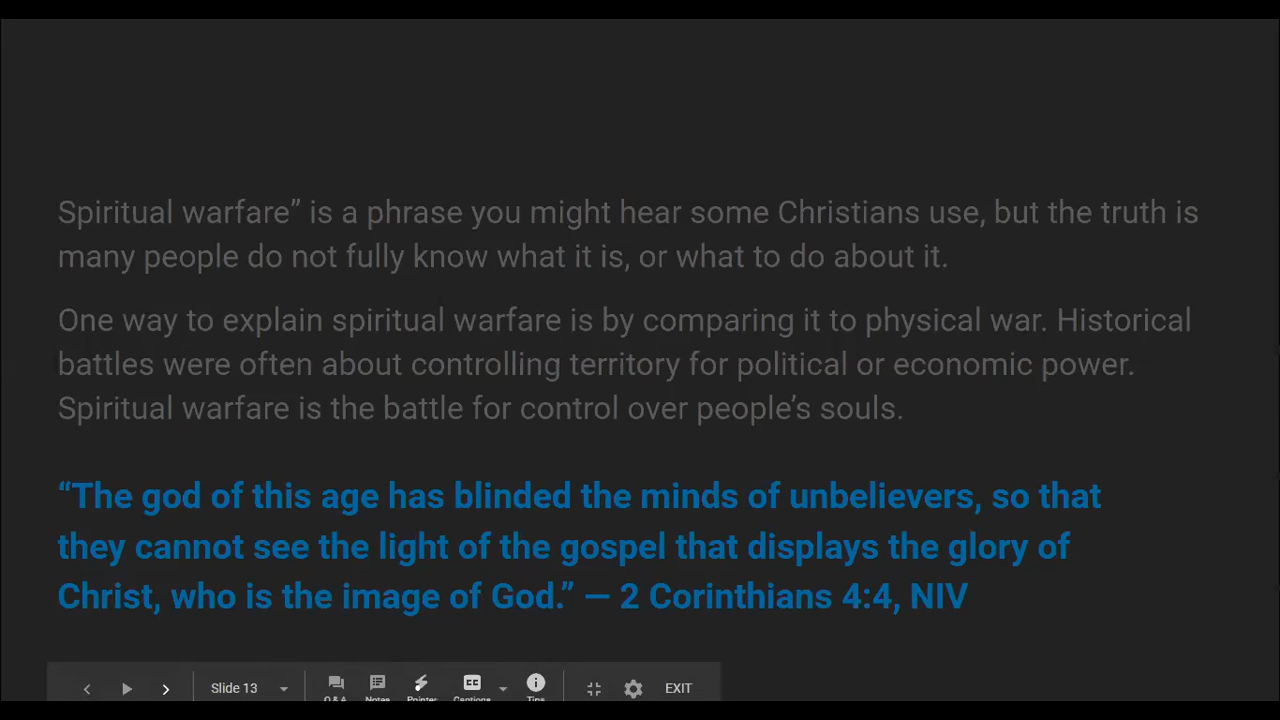 Spiritual warfare” is a phrase you might hear some Christians use, but the truth is
many people do not fully know what it is, or what to do about it.
One way to explain spiritual warfare is by comparing it to physical war. Historical
battles were often about controlling territory for political or economic power.
Spiritual warfare is the battle for control over people’s souls.
“The god of this age has blinded the minds of unbelievers, so that
they cannot see the light of the gospel that displays the glory of
Christ, who is the image of God.” — 2 Corinthians 4:4, NIV
Slide 13 Q&A Notes Pointer CC Captions Tips EXIT